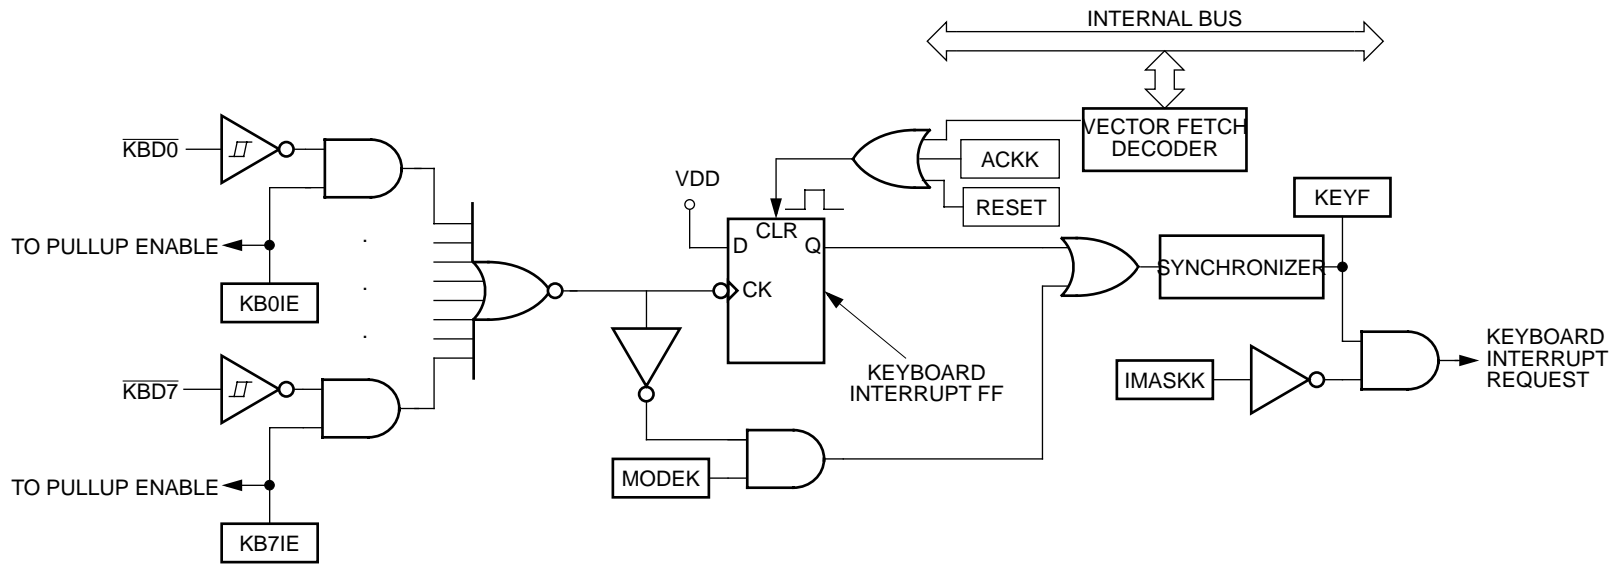 INTERNAL BUS
VECTOR FETCH
DECODER
ACKK
RESET
KBD0
TO PULLUP ENABLE
KB0IE
KBD7
TO PULLUP ENABLE
KB7IE
VDD
CLR
D
Q
CK
KEYBOARD
INTERRUPT FF
MODEK
KEYF
SYNCHRONIZER
IMASKK
KEYBOARD
INTERRUPT
REQUEST